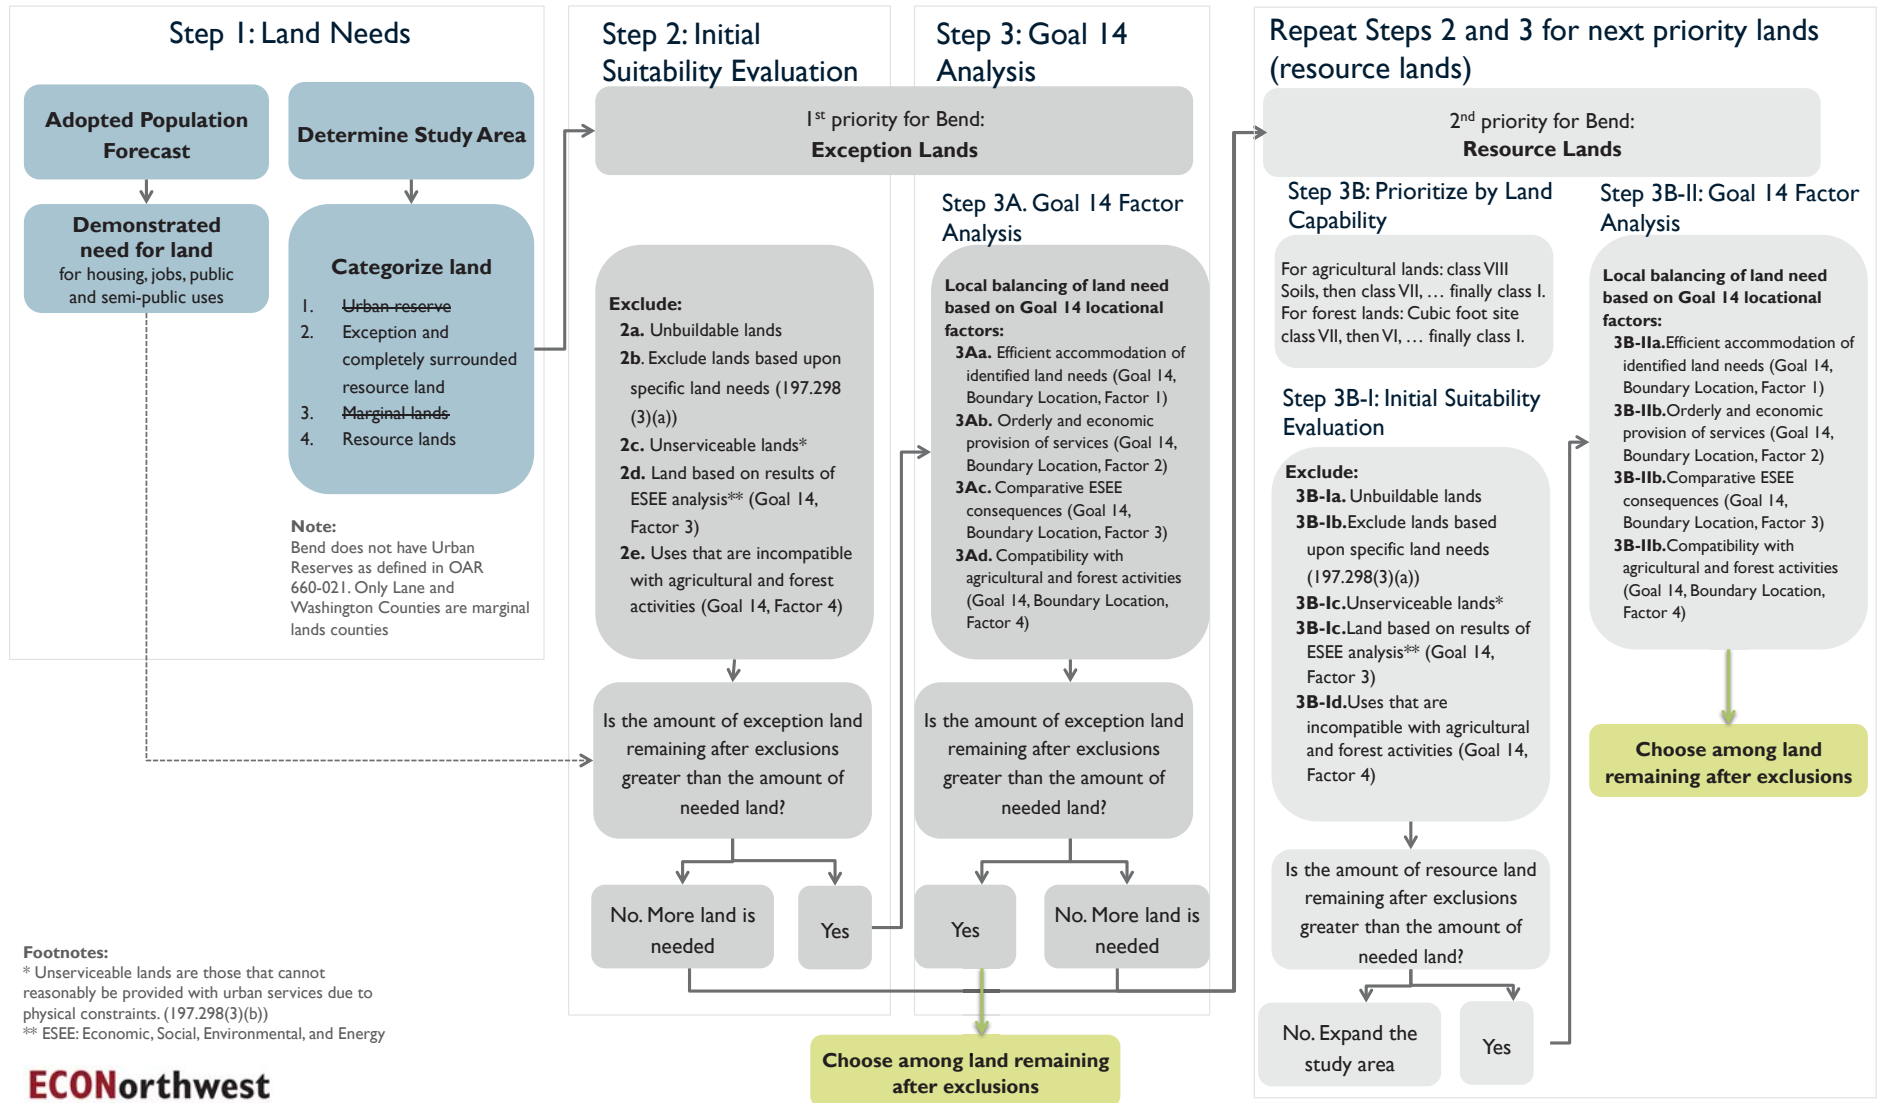 Step 1: Land Needs
Adopted Population
Forecast
Demonstrated
need for land
for housing, jobs, public
and semi-public uses
Determine Study Area
Categorize land
1. Urban reserve
2. Exception and
completely surrounded
resource land
3. Marginal lands
4. Resource lands
Note:
Bend does not have Urban
Reserves as defined in OAR
660-021. Only Lane and
Washington Counties are marginal
lands counties
Step 2: Initial
Suitability Evaluation
Step 3: Goal 14
Analysis
1st priority for Bend:
Exception Lands
Exclude:
2a. Unbuildable lands
2b. Exclude lands based upon
specific land needs (197.298
(3)(a))
2c. Unserviceable lands*
2d. Land based on results of
ESEE analysis** (Goal 14,
Factor 3)
2e. Uses that are incompatible
with agricultural and forest
activities (Goal 14, Factor 4)
Is the amount of exception land
remaining after exclusions
greater than the amount of
needed land?
No. More land is
needed
Yes
Step 3A. Goal 14 Factor
Analysis
Local balancing of land need
based on Goal 14 locational
factors:
3Aa. Efficient accommodation of
identified land needs (Goal 14,
Boundary Location, Factor 1)
3Ab. Orderly and economic
provision of services (Goal 14,
Boundary Location, Factor 2)
3Ac. Comparative ESEE
consequences (Goal 14,
Boundary Location, Factor 3)
3Ad. Compatibility with
agricultural and forest activities
(Goal 14, Boundary Location,
Factor 4)
Is the amount of exception land
remaining after exclusions
greater than the amount of
needed land?
Yes
No. More land is
needed
Choose among land remaining
after exclusions
Repeat Steps 2 and 3 for next priority lands
(resource lands)
2nd priority for Bend:
Resource Lands
Step 3B: Prioritize by Land
Capability
For agricultural lands: class VIII
Soils, then class VII, … finally class I.
For forest lands: Cubic foot site
class VII, then VI, … finally class I.
Step 3B-I: Initial Suitability
Evaluation
Exclude:
3B-Ia. Unbuildable lands
3B-Ib.Exclude lands based
upon specific land needs
(197.298(3)(a))
3B-Ic.Unserviceable lands*
3B-Ic.Land based on results of
ESEE analysis** (Goal 14,
Factor 3)
3B-Id.Uses that are
incompatible with agricultural
and forest activities (Goal 14,
Factor 4)
Is the amount of resource land
remaining after exclusions
greater than the amount of
needed land?
No. Expand the
study area
Yes
Step 3B-II: Goal 14 Factor
Analysis
Local balancing of land need
based on Goal 14 locational
factors:
3B-IIa.Efficient accommodation of
identified land needs (Goal 14,
Boundary Location, Factor 1)
3B-IIb.Orderly and economic
provision of services (Goal 14,
Boundary Location, Factor 2)
3B-IIb.Comparative ESEE
consequences (Goal 14,
Boundary Location, Factor 3)
3B-IIb.Compatibility with
agricultural and forest activities
(Goal 14, Boundary Location,
Factor 4)
Choose among land
remaining after exclusions
Footnotes:
* Unserviceable lands are those that cannot
reasonably be provided with urban services due to
physical constraints. (197.298(3)(b))
** ESEE: Economic, Social, Environmental, and Energy
ECONorthwest